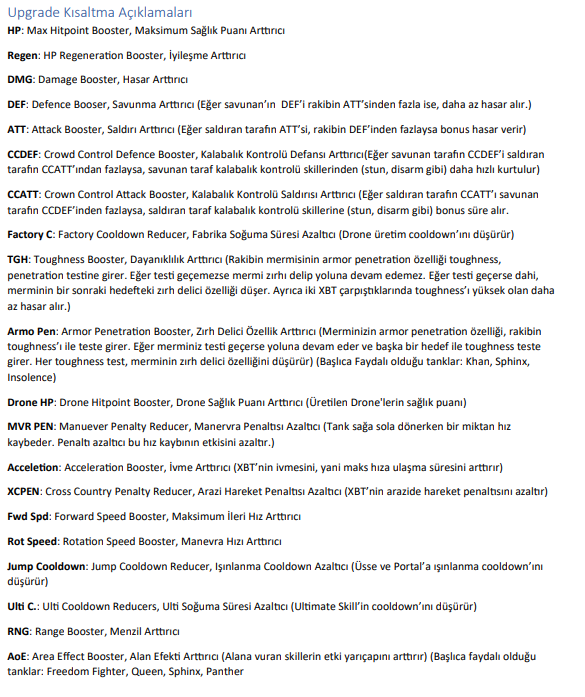 Upgrade Kısaltma Açıklamaları
HP: Max Hitpoint Booster, Maksimum Sağlık Puanı Arttırıcı
Regen: HP Regeneration Booster, İyileşme Arttırıcı
DMG: Damage Booster, Hasar Arttırıcı
DEF: Defence Booser, Savunma Arttırıcı (Eğer savunan'ın  DEF'i rakibin ATT'sinden fazla ise, daha az hasar alır.)
ATT: Attack Booster, Saldırı Arttırıcı (Eğer saldıran tarafın ATT'si, rakibin DEF'inden fazlaysa bonus hasar verir)
CCDEF: Crowd Control Defence Booster, Kalabalık Kontrolü Defansı Arttırıcı(Eğer savunan tarafın CCDEF'i saldıran
tarafın CCATT'ından fazlaysa, savunan taraf kalabalık kontrolü skillerinden (stun, disarm gibi) daha hızlı kurtulur)
CCATT: Crown Control Attack Booster, Kalabalık Kontrolü Saldırısı Arttırıcı (Eğer saldıran tarafın CCATT'ı savunan
tarafın CCDEF'inden fazlaysa, saldıran taraf kalabalık kontrolü skillerine (stun, disarm gibi) bonus süre alır.
Factory C: Factory Cooldown Reducer, Fabrika Soğuma Süresi Azaltıcı (Drone üretim cooldown'ını düşürür)
TGH: Toughness Booster, Dayanıklılık Arttırıcı (Rakibin mermisinin armor penetration özelliği toughness,
penetration testine girer. Eğer testi geçemezse mermi zırhı delip yoluna devam edemez. Eğer testi geçerse dahi,
merminin bir sonraki hedefteki zırh delici özelliği düşer. Ayrıca iki XBT çarpıştıklarında toughness'ı yüksek olan daha
az hasar alır.)
Armo Pen: Armor Penetration Booster, Zırh Delici Özellik Arttırıcı (Merminizin armor penetration özelliği, rakibin
toughness'ı ile teste girer. Eğer merminiz testi geçerse yoluna devam eder ve başka bir hedef ile toughness teste
girer. Her toughness test, merminin zırh delici özelliğini düşürür) (Başlıca Faydalı olduğu tanklar: Khan, Sphinx,
Insolence)
Drone HP: Drone Hitpoint Booster, Drone Sağlık Puanı Arttırıcı (Üretilen Drone'lerin sağlık puanı)
MVR PEN: Manuever Penalty Reducer, Manervra Penaltısı Azaltıcı (Tank sağa sola dönerken bir miktan hız
kaybeder. Penaltı azaltıcı bu hız kaybının etkisini azaltır.)
Acceletion: Acceleration Booster, İvme Arttırıcı (XBT'nin ivmesini, yani maks hıza ulaşma süresini arttırır)
XCPEN: Cross Country Penalty Reducer, Arazi Hareket Penaltısı Azaltıcı (XBT'nin arazide hareket penaltısını azaltır)
Fwd Spd: Forward Speed Booster, Maksimum İleri Hız Arttırıcı
Rot Speed: Rotation Speed Booster, Manevra Hızı Arttırıcı
Jump Cooldown: Jump Cooldown Reducer, Işınlanma Cooldown Azaltıcı (Üsse ve Portal'a ışınlanma cooldown'ını
düşürür)
Ulti C.: Ulti Cooldown Reducers, Ulti Soğuma Süresi Azaltıcı (Ultimate Skill'in cooldown'ını düşürür)
RNG: Range Booster, Menzil Arttırıcı
AoE: Area Effect Booster, Alan Efekti Arttırıcı (Alana vuran skillerin etki yarıçapını arttırır) (Başlıca faydalı olduğu
tanklar: Freedom Fighter, Queen, Sphinx, Panther